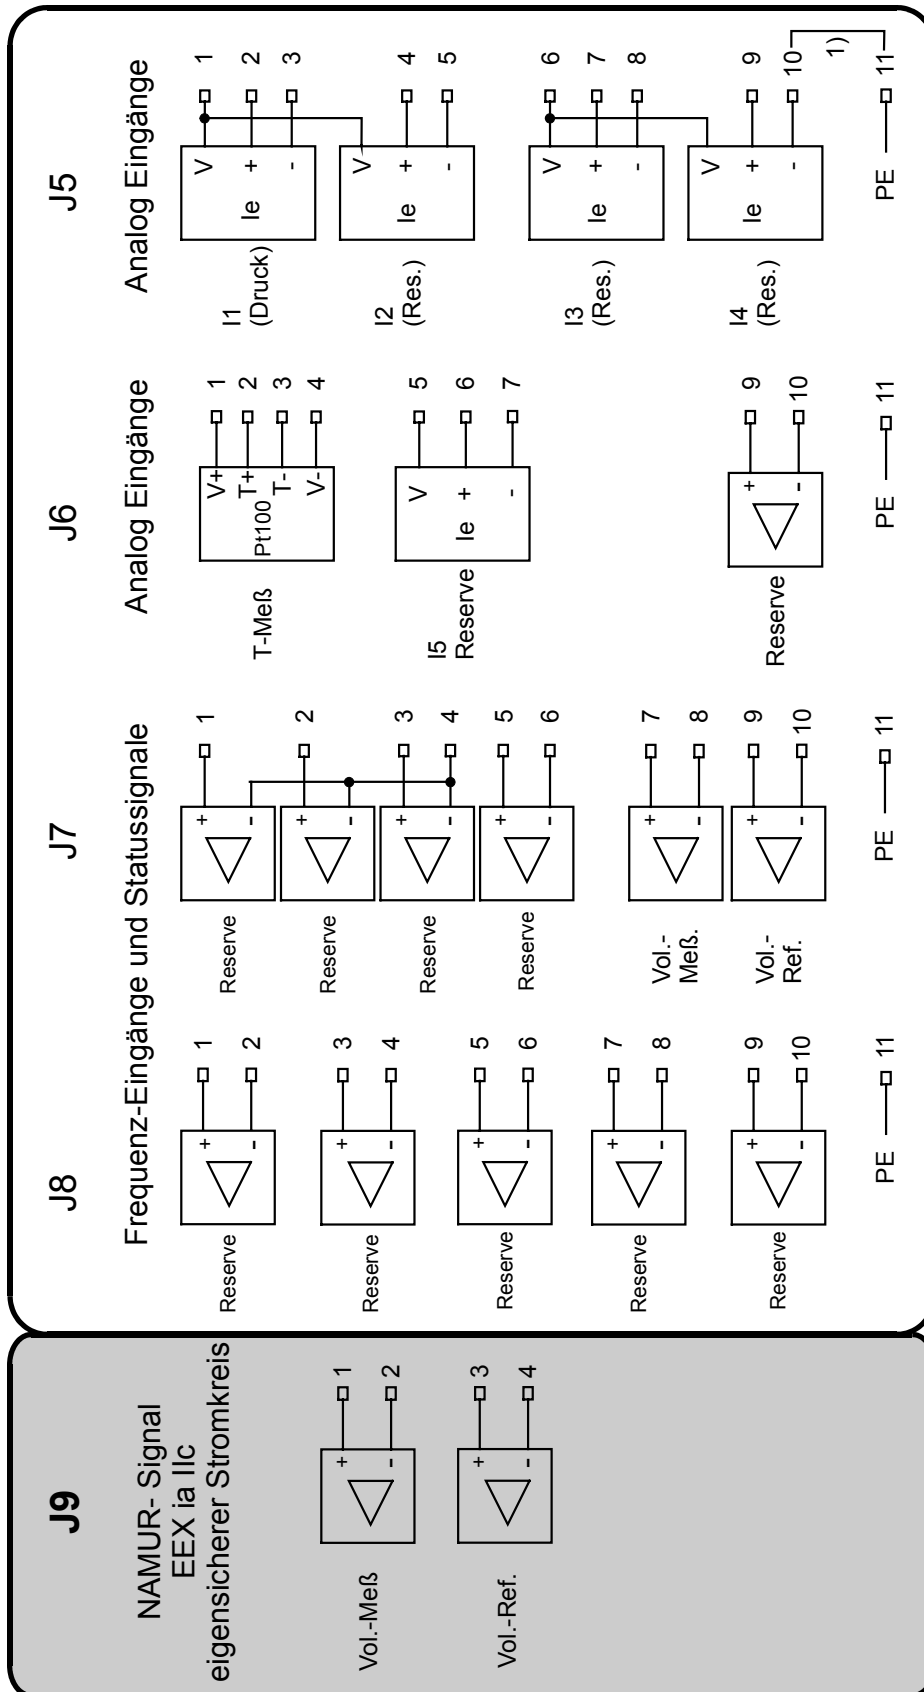 J9
NAMUR- Signal
EEX ia IIc
eigensicherer Stromkreis
Vol.-Meß
+ -
1 2
Vol.-Ref.
+ -
3 4
J8
J7
Frequenz-Eingänge und Statussignale
Reserve
+ -
1 2
Reserve
+ -
3 4
Reserve
+ -
5 6
Reserve
+ -
7 8
Reserve
+ -
9 10
PE 11
Reserve
+ -
1
Reserve
+ -
2
Reserve
+ -
3 4
Reserve
+ -
5 6
Vol.-
Meß.
7 8
Vol.-
Ref.
+ -
9 10
PE 11
J6
Analog Eingänge
T-Meß
Pt100
V+ T+ T- V-
1 2 3 4
I5
Reserve
Ie
V + -
5 6 7
Reserve
+ -
9 10
PE 11
J5
Analog Eingänge
I1
(Druck)
Ie
V + -
1 2 3
I2
(Res.)
Ie
V + -
4 5
I3
(Res.)
Ie
V + -
6 7 8
I4
(Res.)
Ie
V + -
9 10
1)
PE 11